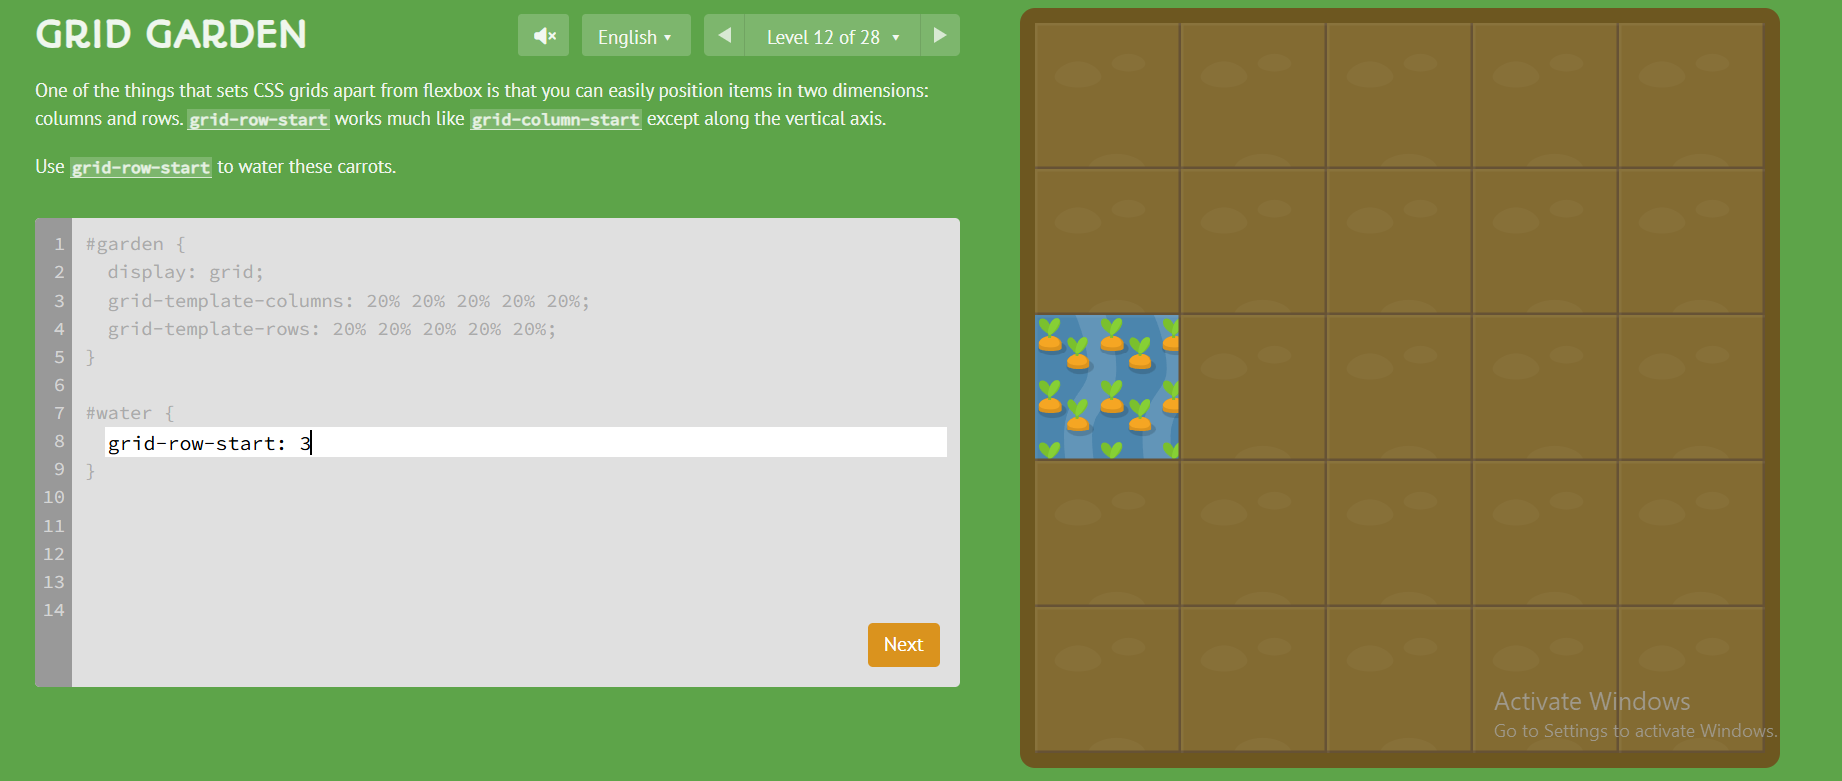 GRID GARDEN
English ▾
◀ Level 12 of 28 ▾ ▶
One of the things that sets CSS grids apart from flexbox is that you can easily position items in two dimensions:
columns and rows. grid-row-start works much like grid-column-start except along the vertical axis.
Use grid-row-start to water these carrots.
1 #garden {
2 display: grid;
3 grid-template-columns: 20% 20% 20% 20% 20%;
4 grid-template-rows: 20% 20% 20% 20% 20%;
5 }
6
7 #water {
8 grid-row-start: 3
9 }
10
11
12
13
14
Next
Activate Windows
Go to Settings to activate Windows.